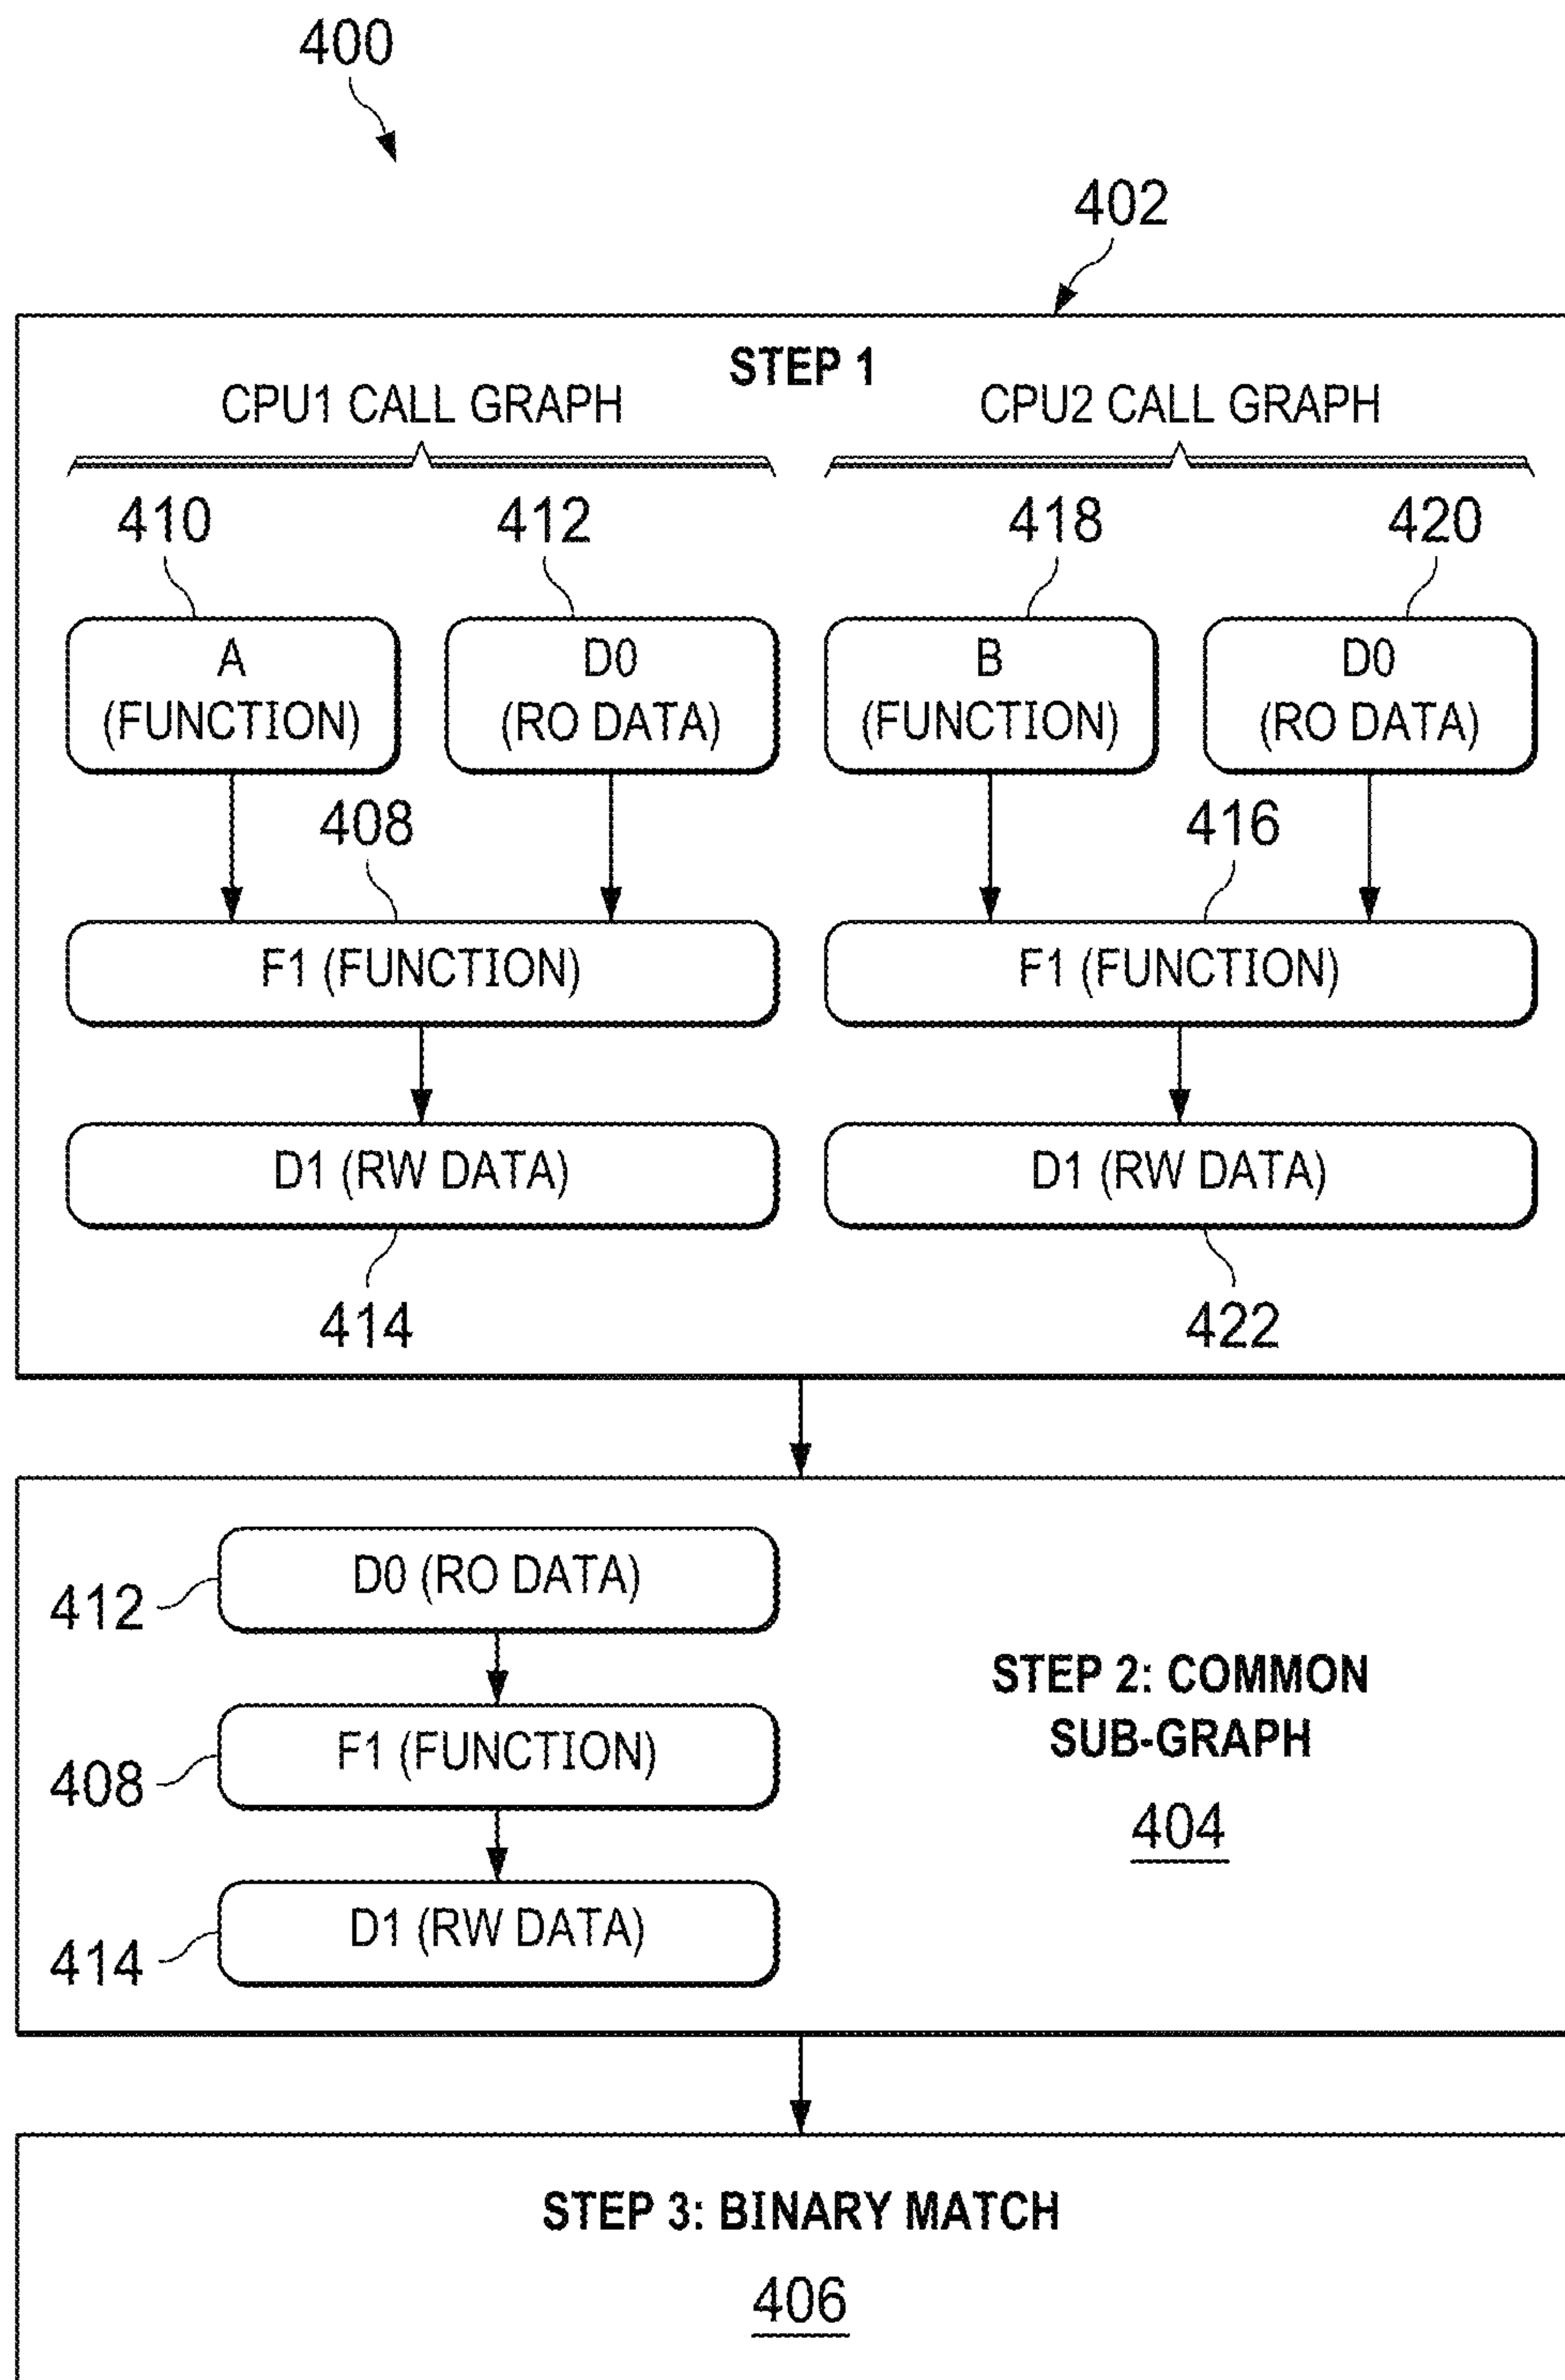 400
402
STEP 1
CPU1 CALL GRAPH
CPU2 CALL GRAPH
410
412
418
420
A
(FUNCTION)
D0
(RO DATA)
B
(FUNCTION)
D0
(RO DATA)
408
416
F1 (FUNCTION)
F1 (FUNCTION)
D1 (RW DATA)
D1 (RW DATA)
414
422
D0 (RO DATA)
412
F1 (FUNCTION)
408
D1 (RW DATA)
414
STEP 2: COMMON
SUB-GRAPH
404
STEP 3: BINARY MATCH
406